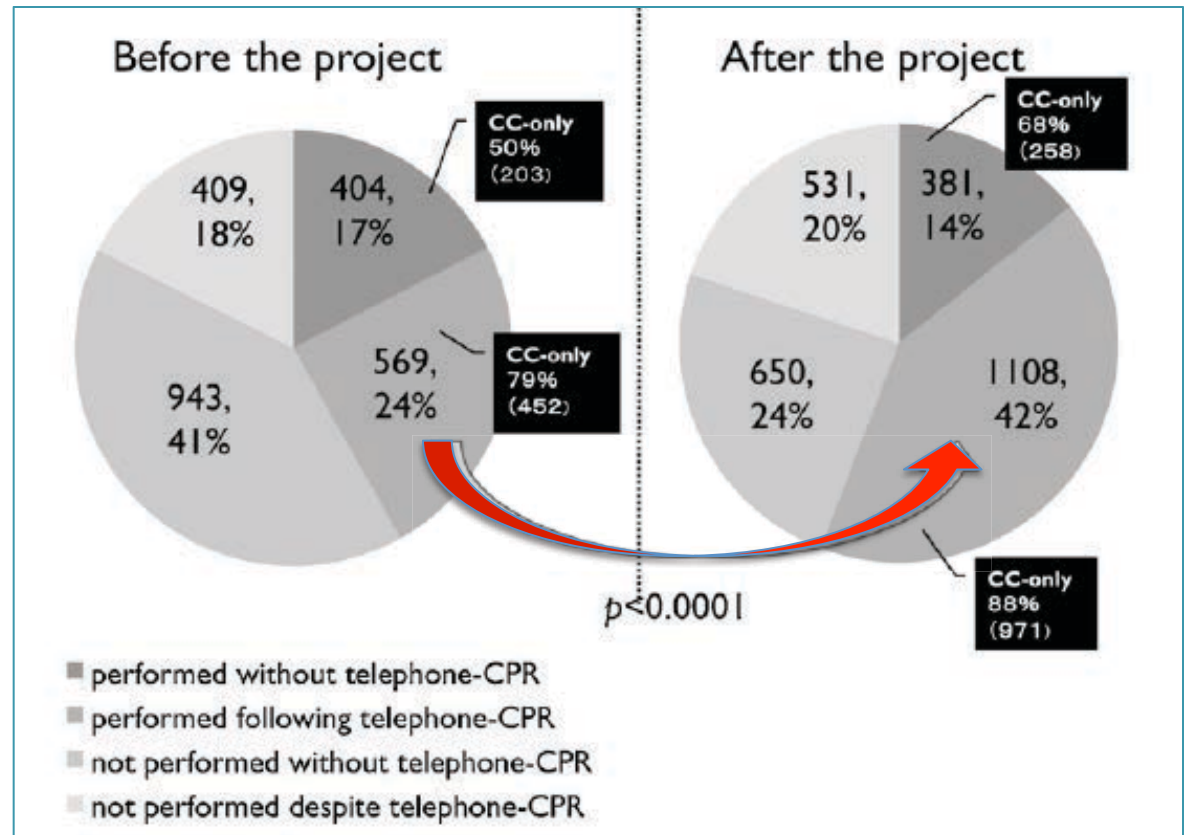 Before the project
CC-only
50%
(203)
409,
18%
404,
17%
CC-only
79%
(452)
569,
24%
943,
41%
After the project
CC-only
68%
(258)
531,
20%
381,
14%
650,
24%
1108,
42%
CC-only
88%
(971)
p<0.0001
performed without telephone-CPR
performed following telephone-CPR
not performed without telephone-CPR
not performed despite telephone-CPR